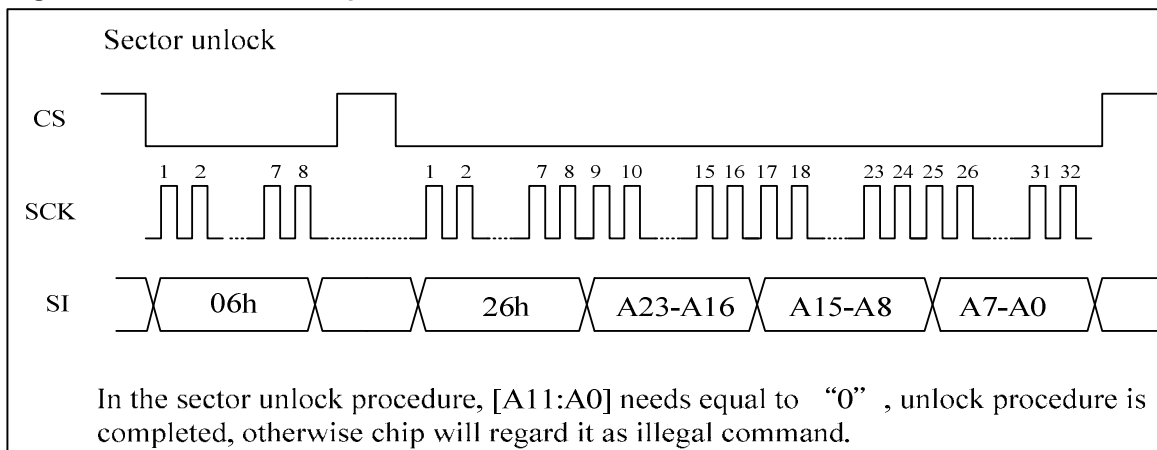 Sector unlock
CS
1 2 7 8 1 2 7 8 9 10 15 16 17 18 23 24 25 26 31 32
SCK
SI
06h 26h A23-A16 A15-A8 A7-A0
In the sector unlock procedure, [A11:A0] needs equal to “0”, unlock procedure is
completed, otherwise chip will regard it as illegal command.